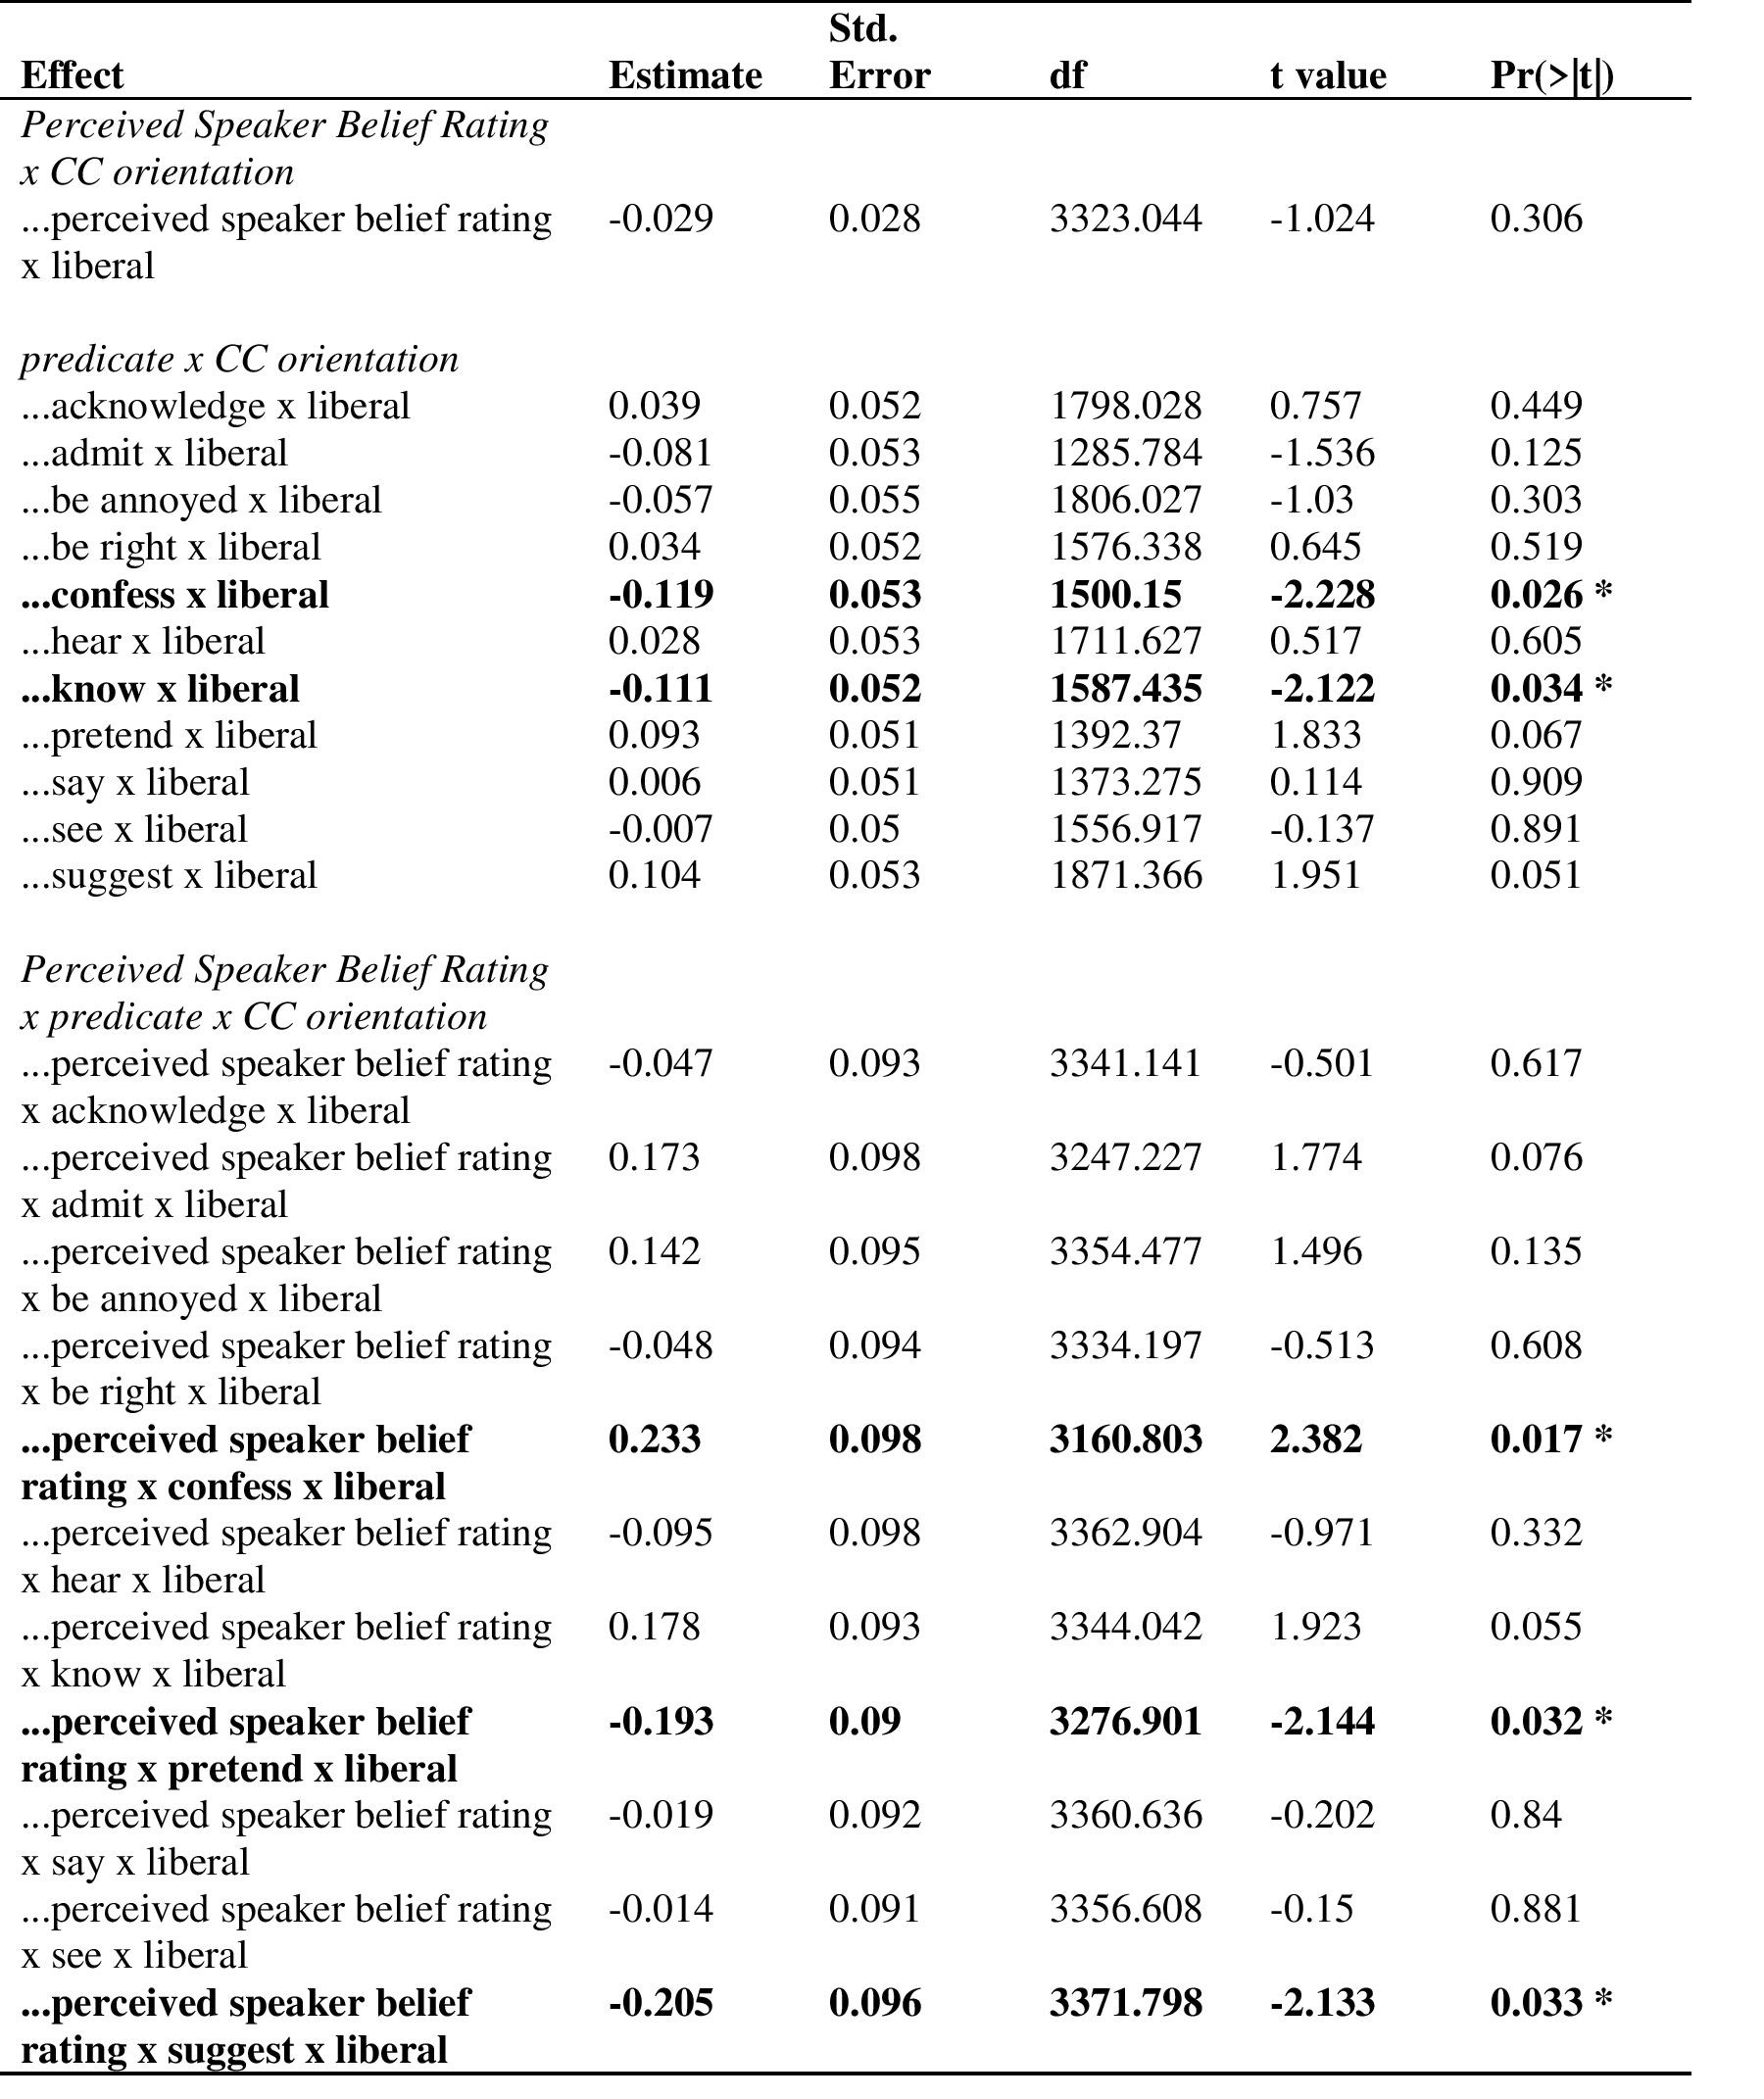 Std.
Effect Estimate Error df t value Pr(>|t|)
Perceived Speaker Belief Rating
x CC orientation
...perceived speaker belief rating -0.029 0.028 3323.044 -1.024 0.306
x liberal
predicate x CC orientation
...acknowledge x liberal 0.039 0.052 1798.028 0.757 0.449
...admit x liberal -0.081 0.053 1285.784 -1.536 0.125
...be annoyed x liberal -0.057 0.055 1806.027 -1.03 0.303
...be right x liberal 0.034 0.052 1576.338 0.645 0.519
...confess x liberal -0.119 0.053 1500.15 -2.228 0.026 *
...hear x liberal 0.028 0.053 1711.627 0.517 0.605
...know x liberal -0.111 0.052 1587.435 -2.122 0.034 *
...pretend x liberal 0.093 0.051 1392.37 1.833 0.067
...say x liberal 0.006 0.051 1373.275 0.114 0.909
...see x liberal -0.007 0.05 1556.917 -0.137 0.891
...suggest x liberal 0.104 0.053 1871.366 1.951 0.051
Perceived Speaker Belief Rating
x predicate x CC orientation
...perceived speaker belief rating -0.047 0.093 3341.141 -0.501 0.617
x acknowledge x liberal
...perceived speaker belief rating 0.173 0.098 3247.227 1.774 0.076
x admit x liberal
...perceived speaker belief rating 0.142 0.095 3354.477 1.496 0.135
x be annoyed x liberal
...perceived speaker belief rating -0.048 0.094 3334.197 -0.513 0.608
x be right x liberal
...perceived speaker belief 0.233 0.098 3160.803 2.382 0.017 *
rating x confess x liberal
...perceived speaker belief rating -0.095 0.098 3362.904 -0.971 0.332
x hear x liberal
...perceived speaker belief rating 0.178 0.093 3344.042 1.923 0.055
x know x liberal
...perceived speaker belief -0.193 0.09 3276.901 -2.144 0.032 *
rating x pretend x liberal
...perceived speaker belief rating -0.019 0.092 3360.636 -0.202 0.84
x say x liberal
...perceived speaker belief rating -0.014 0.091 3356.608 -0.15 0.881
x see x liberal
...perceived speaker belief -0.205 0.096 3371.798 -2.133 0.033 *
rating x suggest x liberal